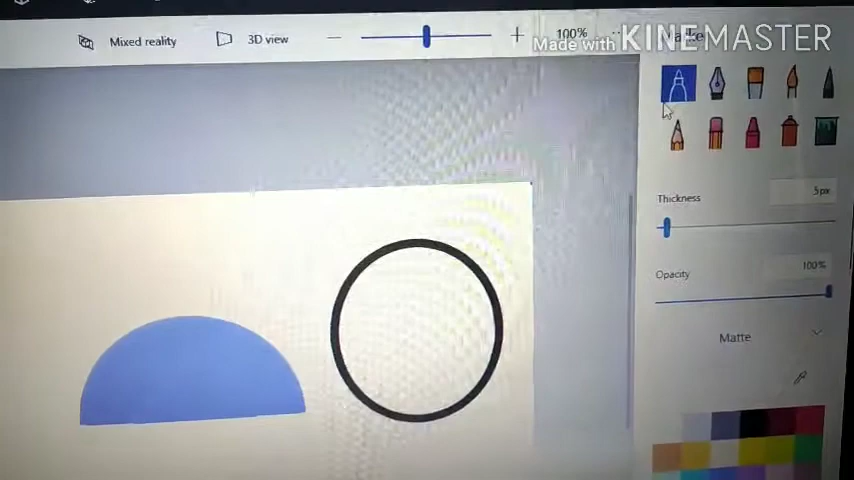 Mixed reality
3D view
100%
Made with KINEMASTER
Thickness
5px
Opacity
100%
Matte